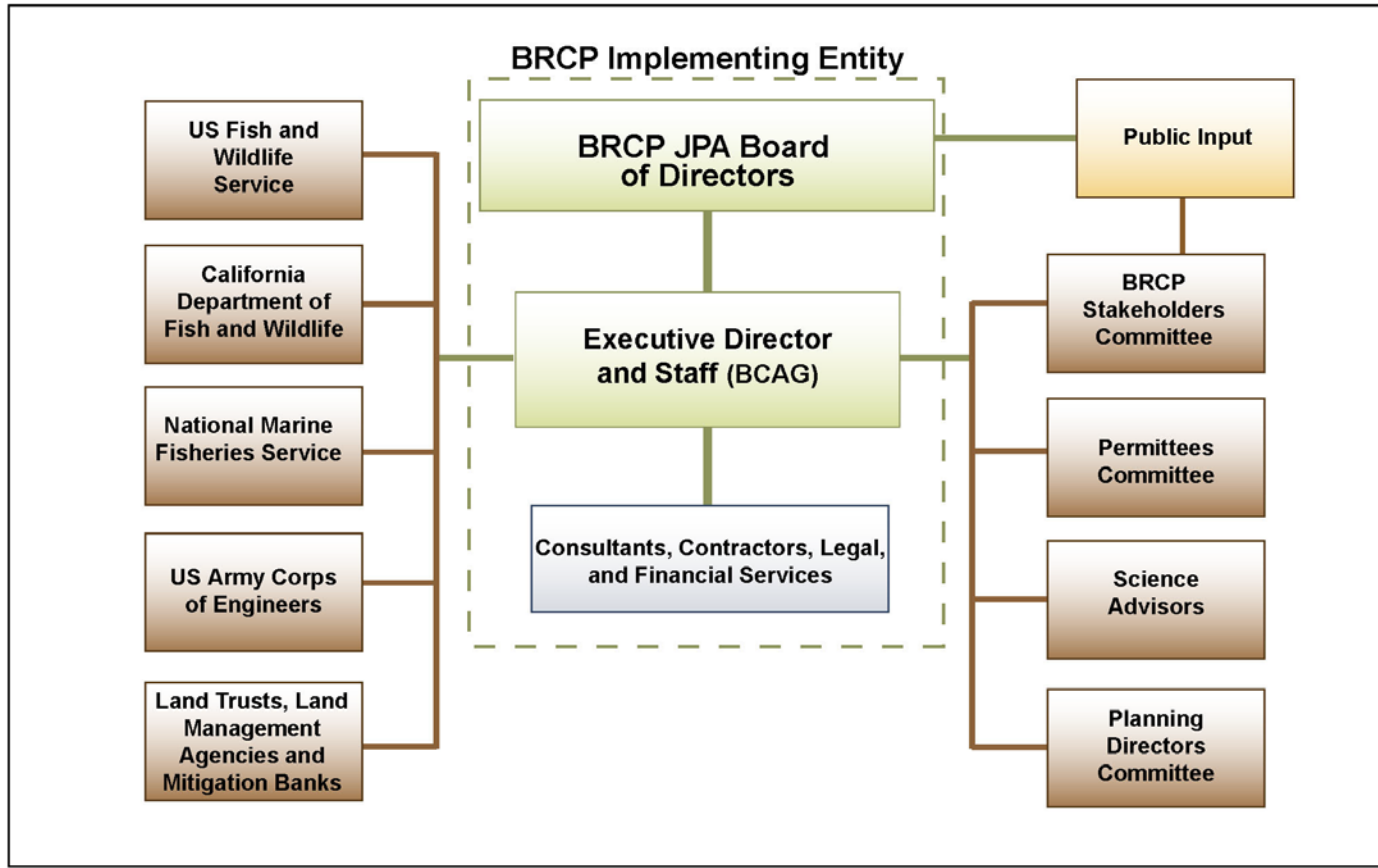 BRCP Implementing Entity
US Fish and
Wildlife
Service
California
Department of
Fish and Wildlife
National Marine
Fisheries Service
US Army Corps
of Engineers
Land Trusts, Land
Management
Agencies and
Mitigation Banks
BRCP JPA Board
of Directors
Executive Director
and Staff (BCAG)
Consultants, Contractors, Legal,
and Financial Services
Public Input
BRCP
Stakeholders
Committee
Permittees
Committee
Science
Advisors
Planning
Directors
Committee